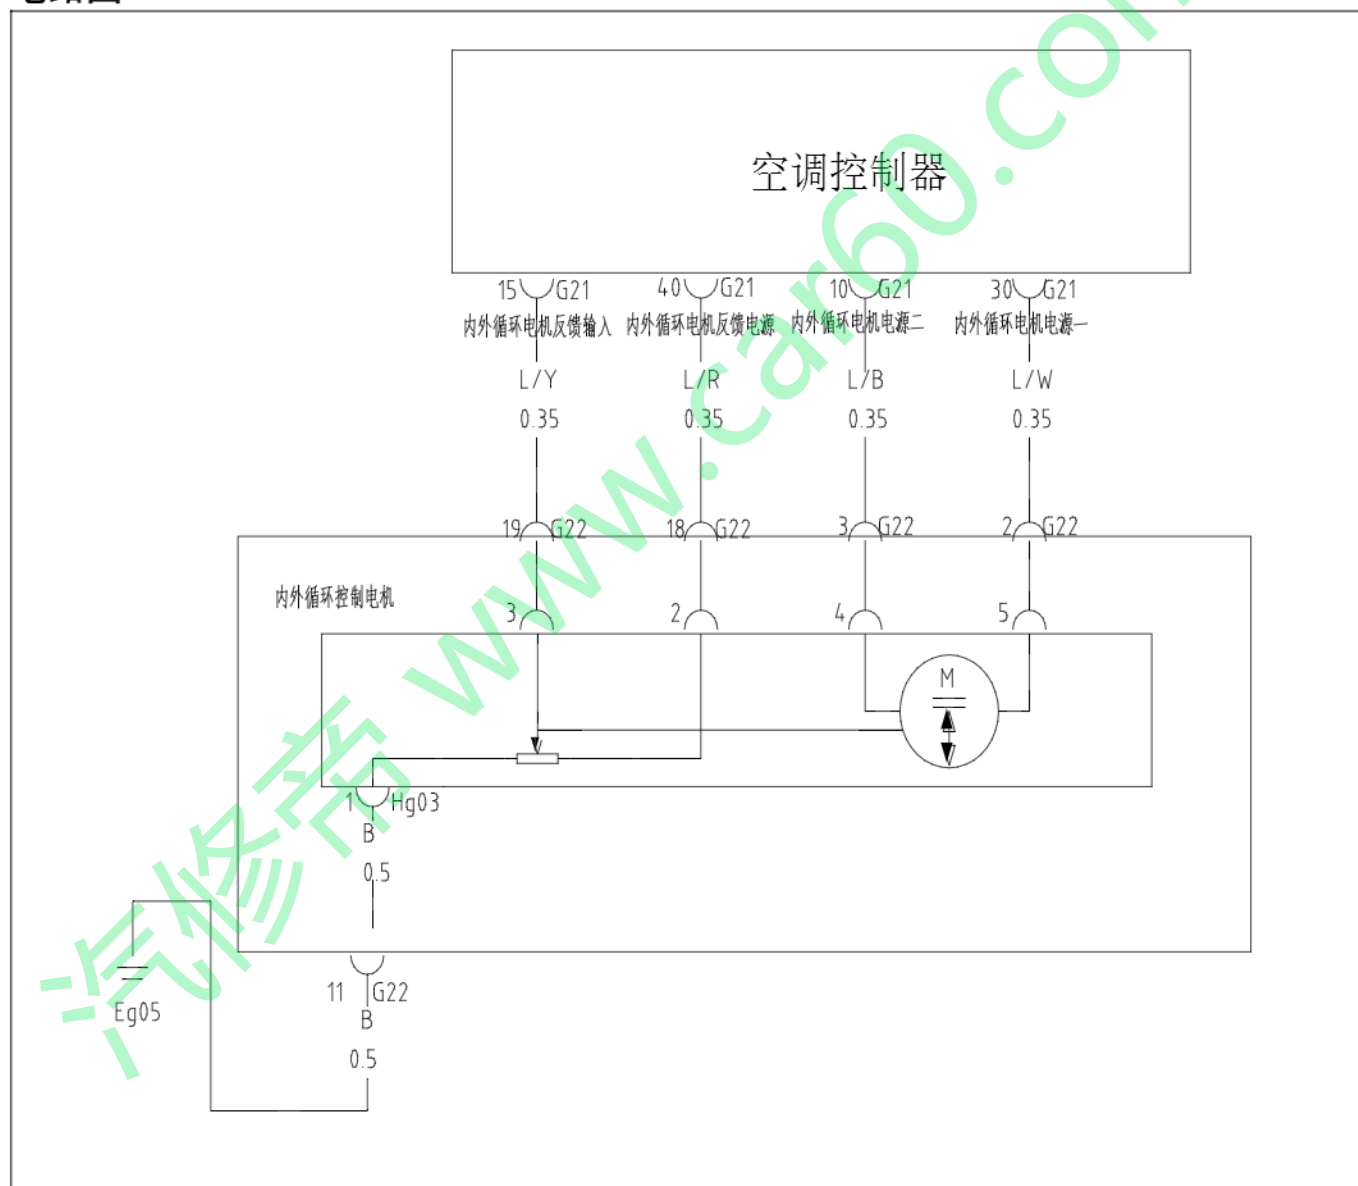 空调控制器
15 G21 40 G21 10 G21 30 G21
内外循环电机反馈输入 内外循环电机反馈电源 内外循环电机电源二 内外循环电机电源一
L/Y L/R L/B L/W
0.35 0.35 0.35 0.35
19 G22 18 G22 3 G22 2 G22
内外循环控制电机
3 2 4 5
M
1 Hg03
B
0.5
Eg05
11 G22
B
0.5
汽修帝 www.car60.com